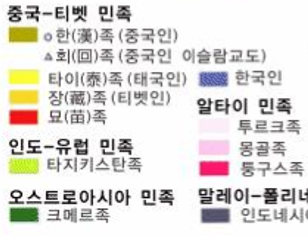 중국-티벳 민족
한(漢)족 (중국인)
회(回)족 (중국인 이슬람교도)
타이(泰)족 (태국인)
장(藏)족 (티벳인)
묘(苗)족
인도-유럽 민족
타지키스탄족
오스트로아시아 민족
크메르족
한국인
알타이 민족
투르크족
몽골족
퉁구스족
말레이-폴리네
인도네시